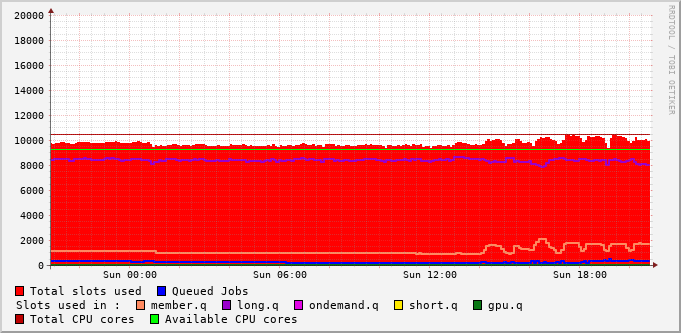 RRDTOOL / TOBI OETIKER
20000
18000
16000
14000
12000
10000
8000
6000
4000
2000
0
Sun 00:00 Sun 06:00 Sun 12:00 Sun 18:00
Total slots used Queued Jobs
Slots used in : member.q long.q ondemand.q short.q gpu.q
Total CPU cores Available CPU cores